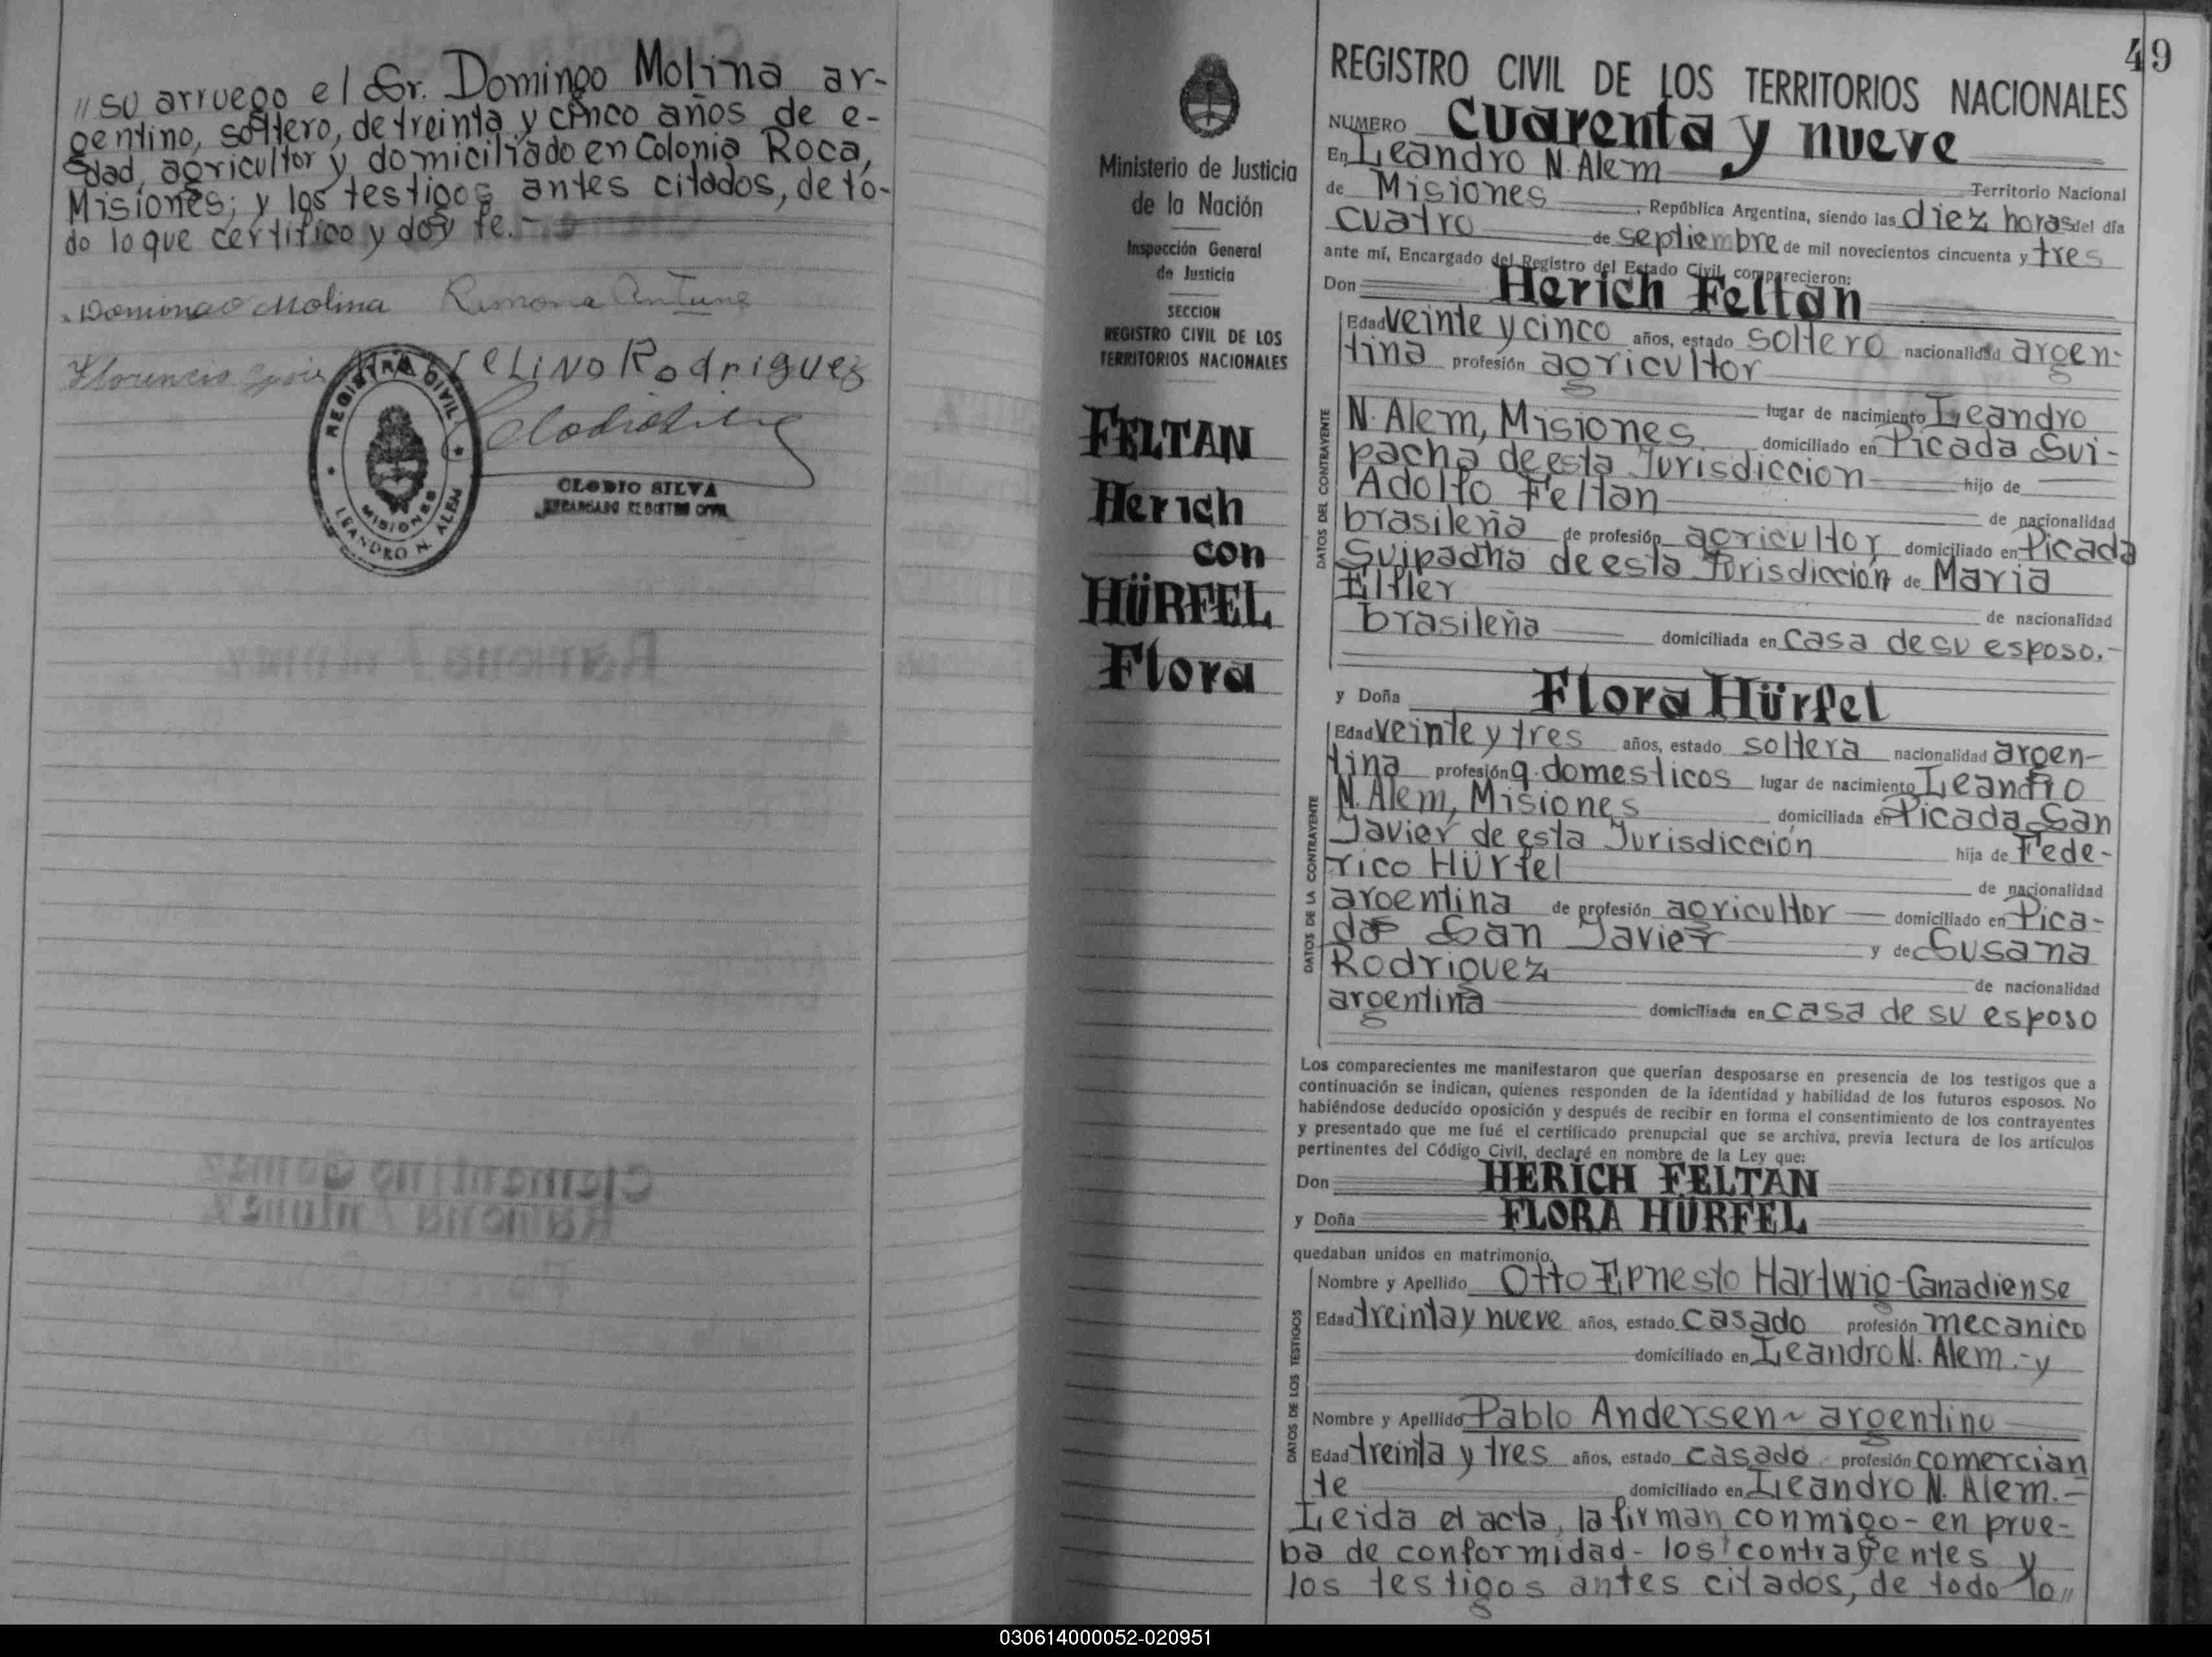 // su arruego el Sr. Domingo Molina ar-
gentino, soltero, de treinta y cinco años de e-
dad, agricultor y domiciliado en Colonia Roca,
Misiones; y los testigos antes citados, de to-
do lo que certifico y doy fe.-
Domingo Molina Ramona Antune
Florencio
ELINO Rodriguez
REGISTRO CIVIL
MISIONES
LEANDRO N. ALEM
CLODIO SILVA
ENCARGADO REGISTRO CIVIL
Ministerio de Justicia
de la Nación
Inspección General
de Justicia
SECCION
REGISTRO CIVIL DE LOS
TERRITORIOS NACIONALES
FELTAN
Herich
con
HÜRFEL
Flora
49
REGISTRO CIVIL DE LOS TERRITORIOS NACIONALES
NUMERO Cuarenta y nueve
En Leandro N. Alem Territorio Nacional
de Misiones, República Argentina, siendo las diez horas del día
cuatro de septiembre de mil novecientos cincuenta y tres
ante mí, Encargado del Registro del Estado Civil, comparecieron:
Don Herich Feltan
Edad veinte y cinco años, estado soltero nacionalidad argen-
tina profesión agricultor
lugar de nacimiento Leandro
N. Alem, Misiones domiciliado en Picada Sui-
pacha de esta Jurisdiccion hijo de
Adolfo Feltan de nacionalidad
brasileña de profesión agricultor domiciliado en Picada
Suipacha de esta Jurisdicción de Maria
Elfler de nacionalidad
brasileña domiciliada en casa de su esposo.-
DATOS DEL CONTRAYENTE
y Doña Flora Hürfel
Edad veinte y tres años, estado soltera nacionalidad argen-
tina profesión q. domesticos lugar de nacimiento Leandro
N. Alem, Misiones domiciliada en Picada San
Javier de esta Jurisdicción hija de Fede-
rico Hürfel de nacionalidad
argentina de profesión agricultor domiciliado en Pica-
da San Javier y de Susana
Rodriguez de nacionalidad
argentina domiciliada en casa de su esposo
DATOS DE LA CONTRAYENTE
Los comparecientes me manifestaron que querían desposarse en presencia de los testigos que a
continuación se indican, quienes responden de la identidad y habilidad de los futuros esposos. No
habiéndose deducido oposición y después de recibir en forma el consentimiento de los contrayentes
y presentado que me fué el certificado prenupcial que se archiva, previa lectura de los artículos
pertinentes del Código Civil, declaré en nombre de la Ley que:
Don HERICH FELTAN
y Doña FLORA HÜRFEL
quedaban unidos en matrimonio.
Nombre y Apellido Otto Ernesto Hartwig-Canadiense
Edad treinta y nueve años, estado casado profesión mecanico
domiciliado en Leandro N. Alem.-y
Nombre y Apellido Pablo Andersen ~ argentino
Edad treinta y tres años, estado casado profesión comercian
te domiciliado en Leandro N. Alem.-
DATOS DE LOS TESTIGOS
Leida el acta, la firman conmigo - en prue-
ba de conformidad - los contrayentes y
los testigos antes citados, de todo lo //
030614000052-020951